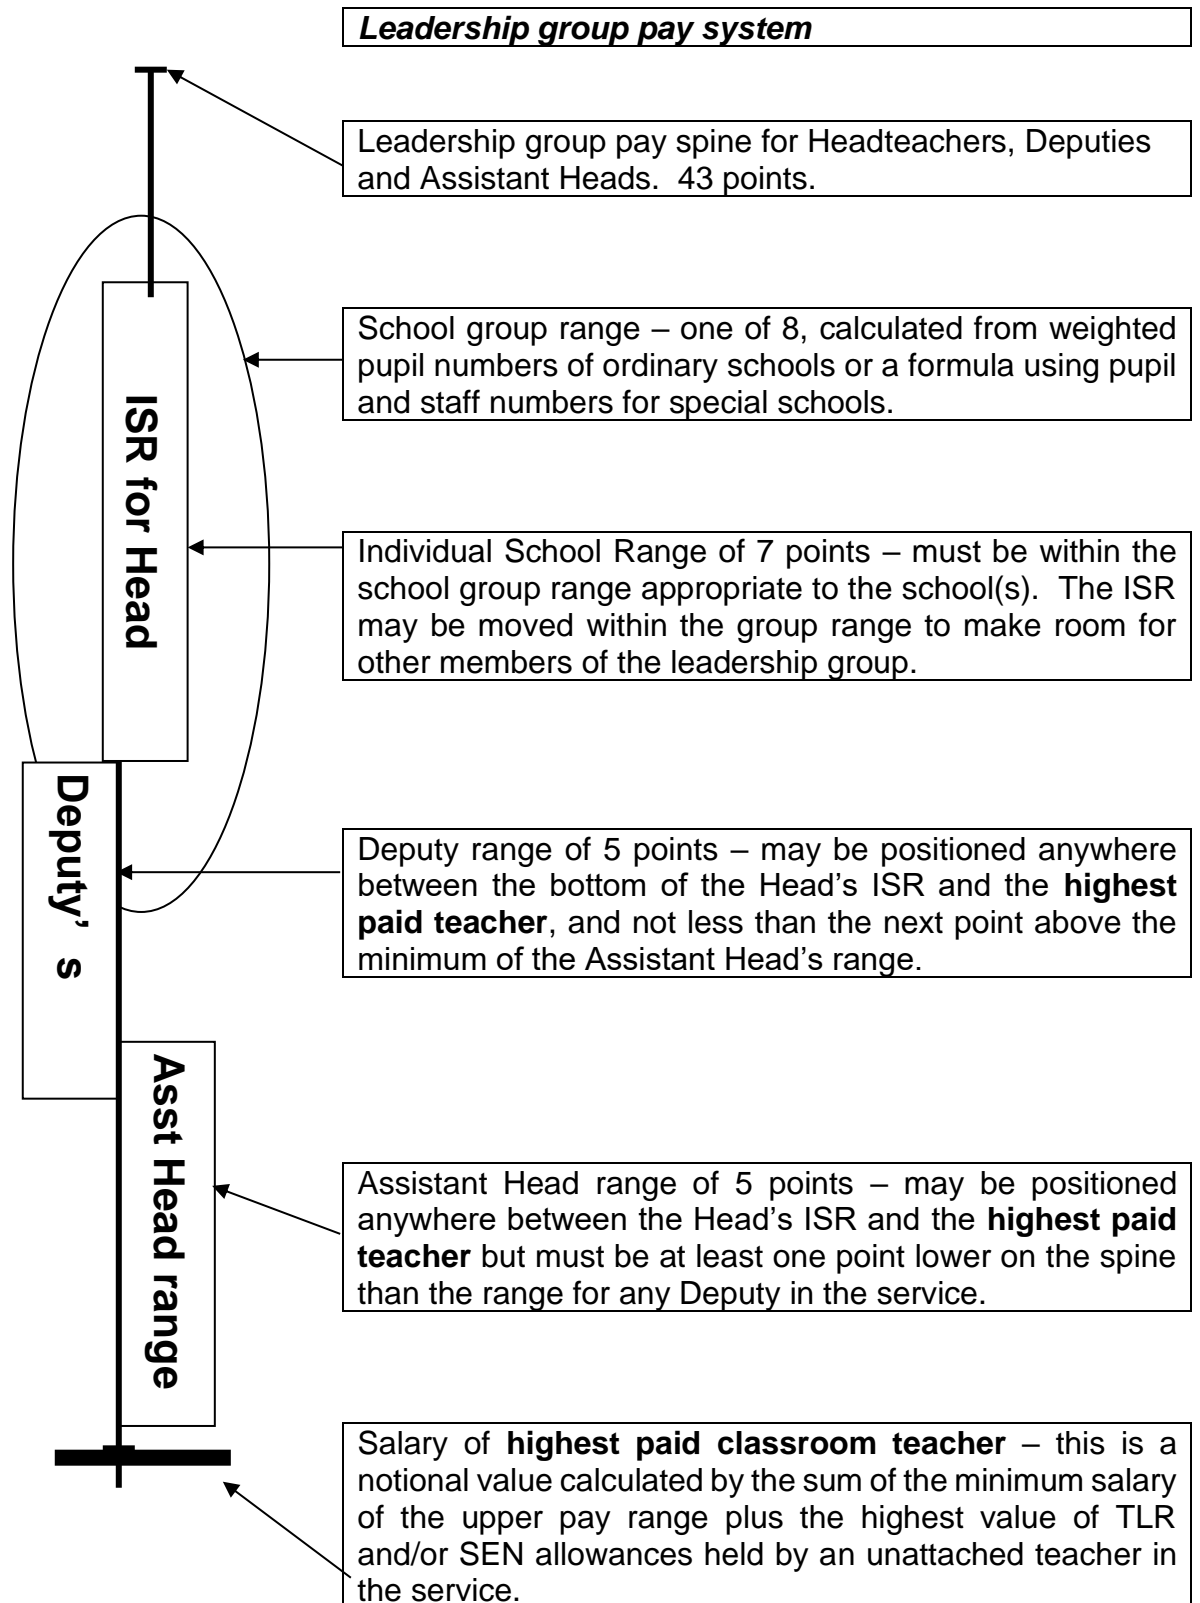 Leadership group pay system
Leadership group pay spine for Headteachers, Deputies
and Assistant Heads.  43 points.
School group range – one of 8, calculated from weighted
pupil numbers of ordinary schools or a formula using pupil
and staff numbers for special schools.
ISR for Head
Individual School Range of 7 points – must be within the
school group range appropriate to the school(s).  The ISR
may be moved within the group range to make room for
other members of the leadership group.
Deputy’ s
Deputy range of 5 points – may be positioned anywhere
between the bottom of the Head’s ISR and the highest
paid teacher, and not less than the next point above the
minimum of the Assistant Head’s range.
Asst Head range
Assistant Head range of 5 points – may be positioned
anywhere between the Head’s ISR and the highest paid
teacher but must be at least one point lower on the spine
than the range for any Deputy in the service.
Salary of highest paid classroom teacher – this is a
notional value calculated by the sum of the minimum salary
of the upper pay range plus the highest value of TLR
and/or SEN allowances held by an unattached teacher in
the service.